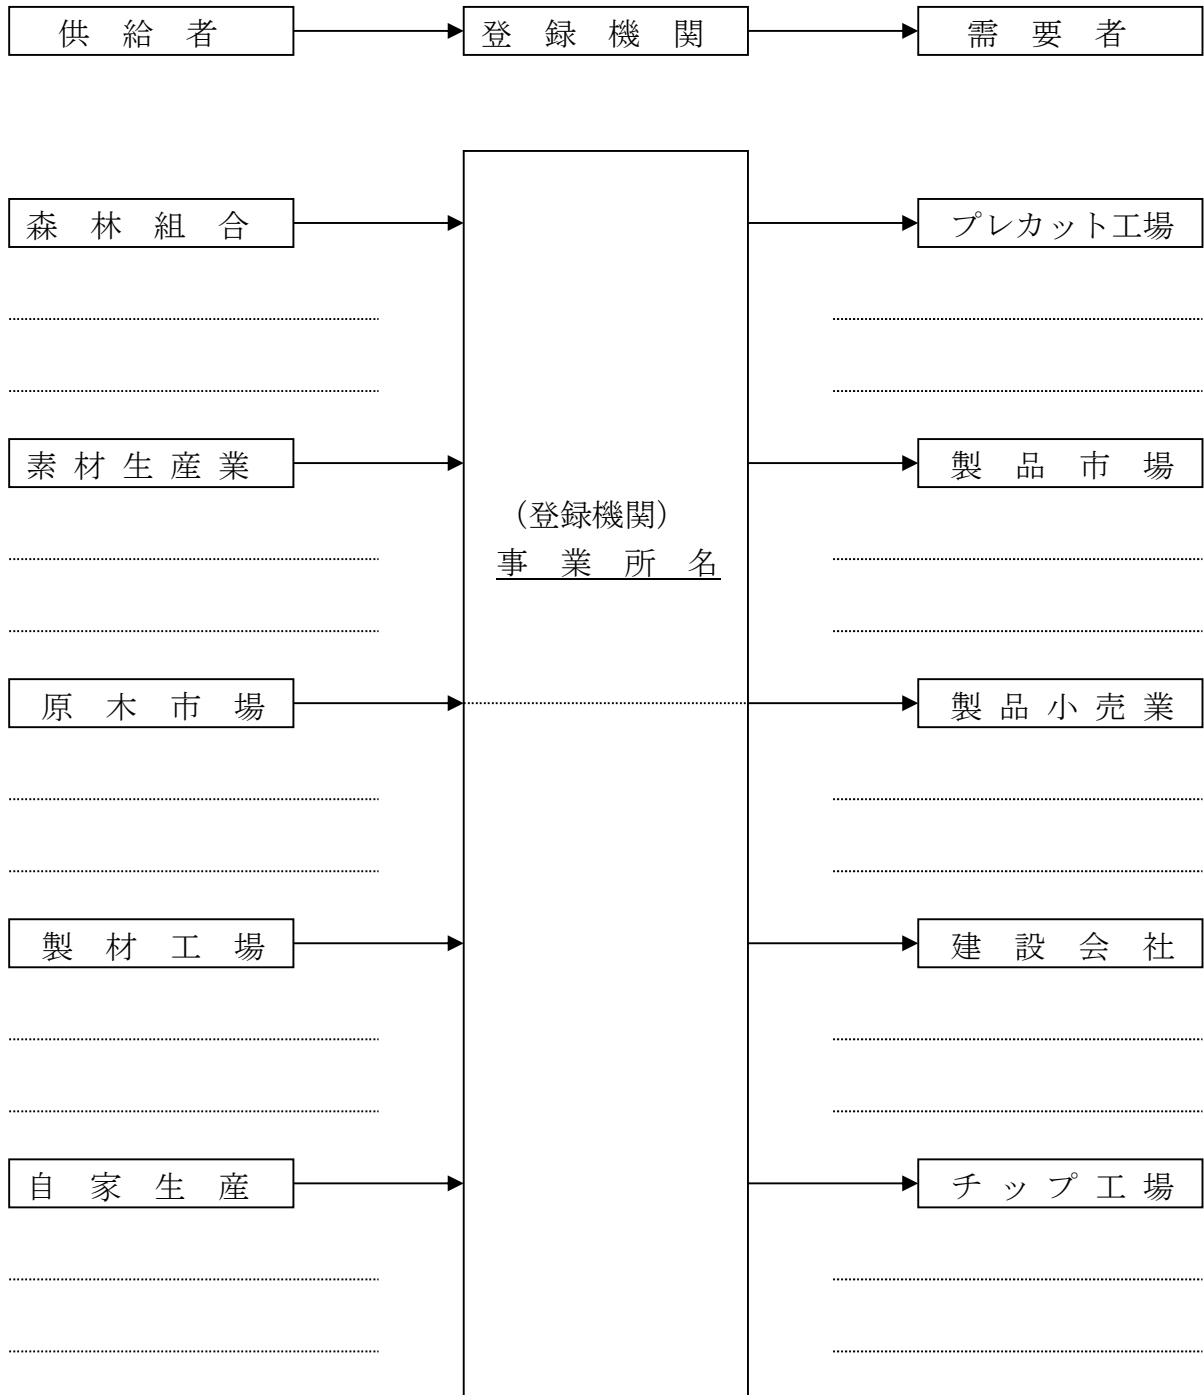 供給者
登録機関
需要者
森林組合
プレカット工場
素材生産業
製品市場
（登録機関）
事業所名
原木市場
製品小売業
製材工場
建設会社
自家生産
チップ工場